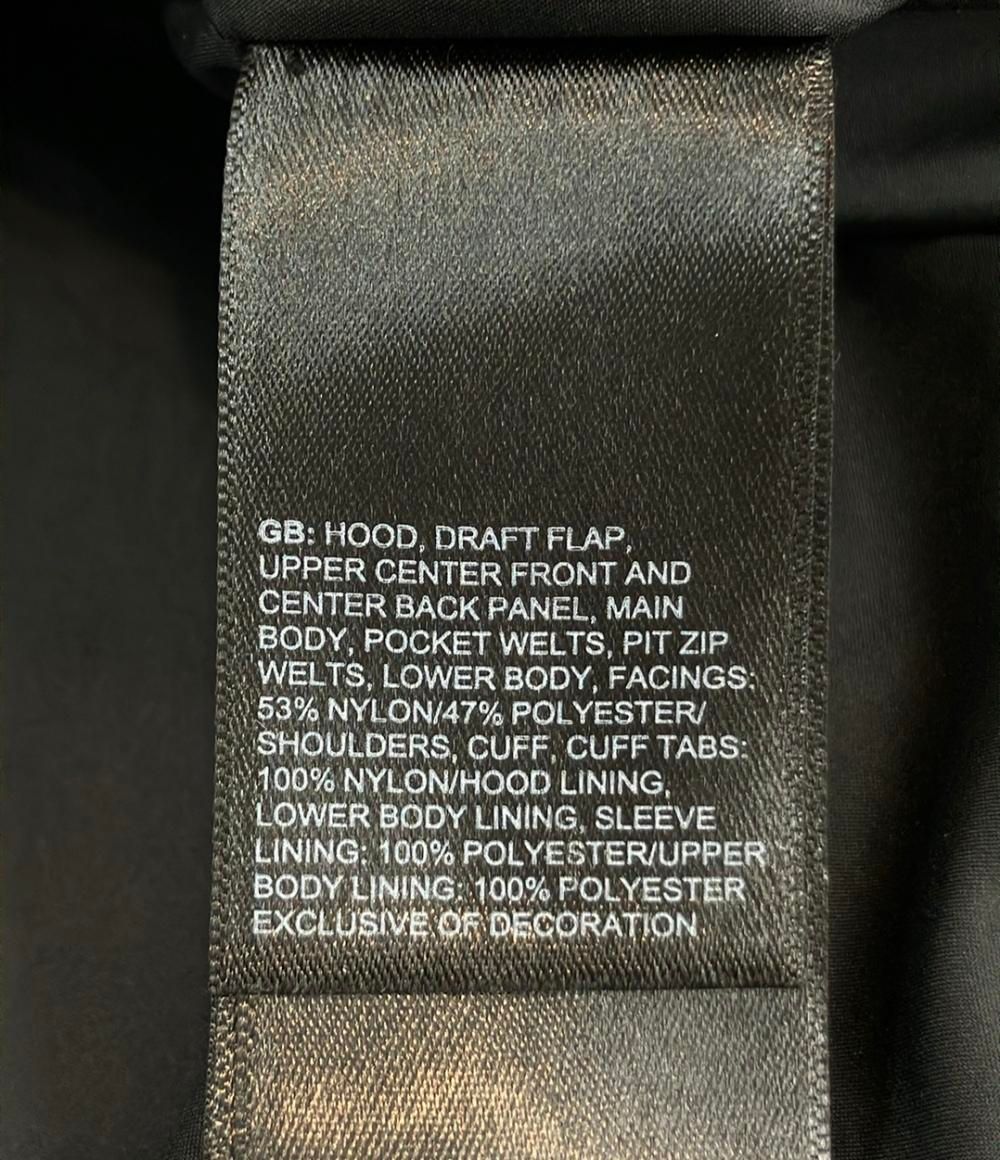 GB: HOOD, DRAFT FLAP,
UPPER CENTER FRONT AND
CENTER BACK PANEL, MAIN
BODY, POCKET WELTS, PIT ZIP
WELTS, LOWER BODY, FACINGS:
53% NYLON/47% POLYESTER/
SHOULDERS, CUFF, CUFF TABS:
100% NYLON/HOOD LINING,
LOWER BODY LINING, SLEEVE
LINING: 100% POLYESTER/UPPER
BODY LINING: 100% POLYESTER
EXCLUSIVE OF DECORATION